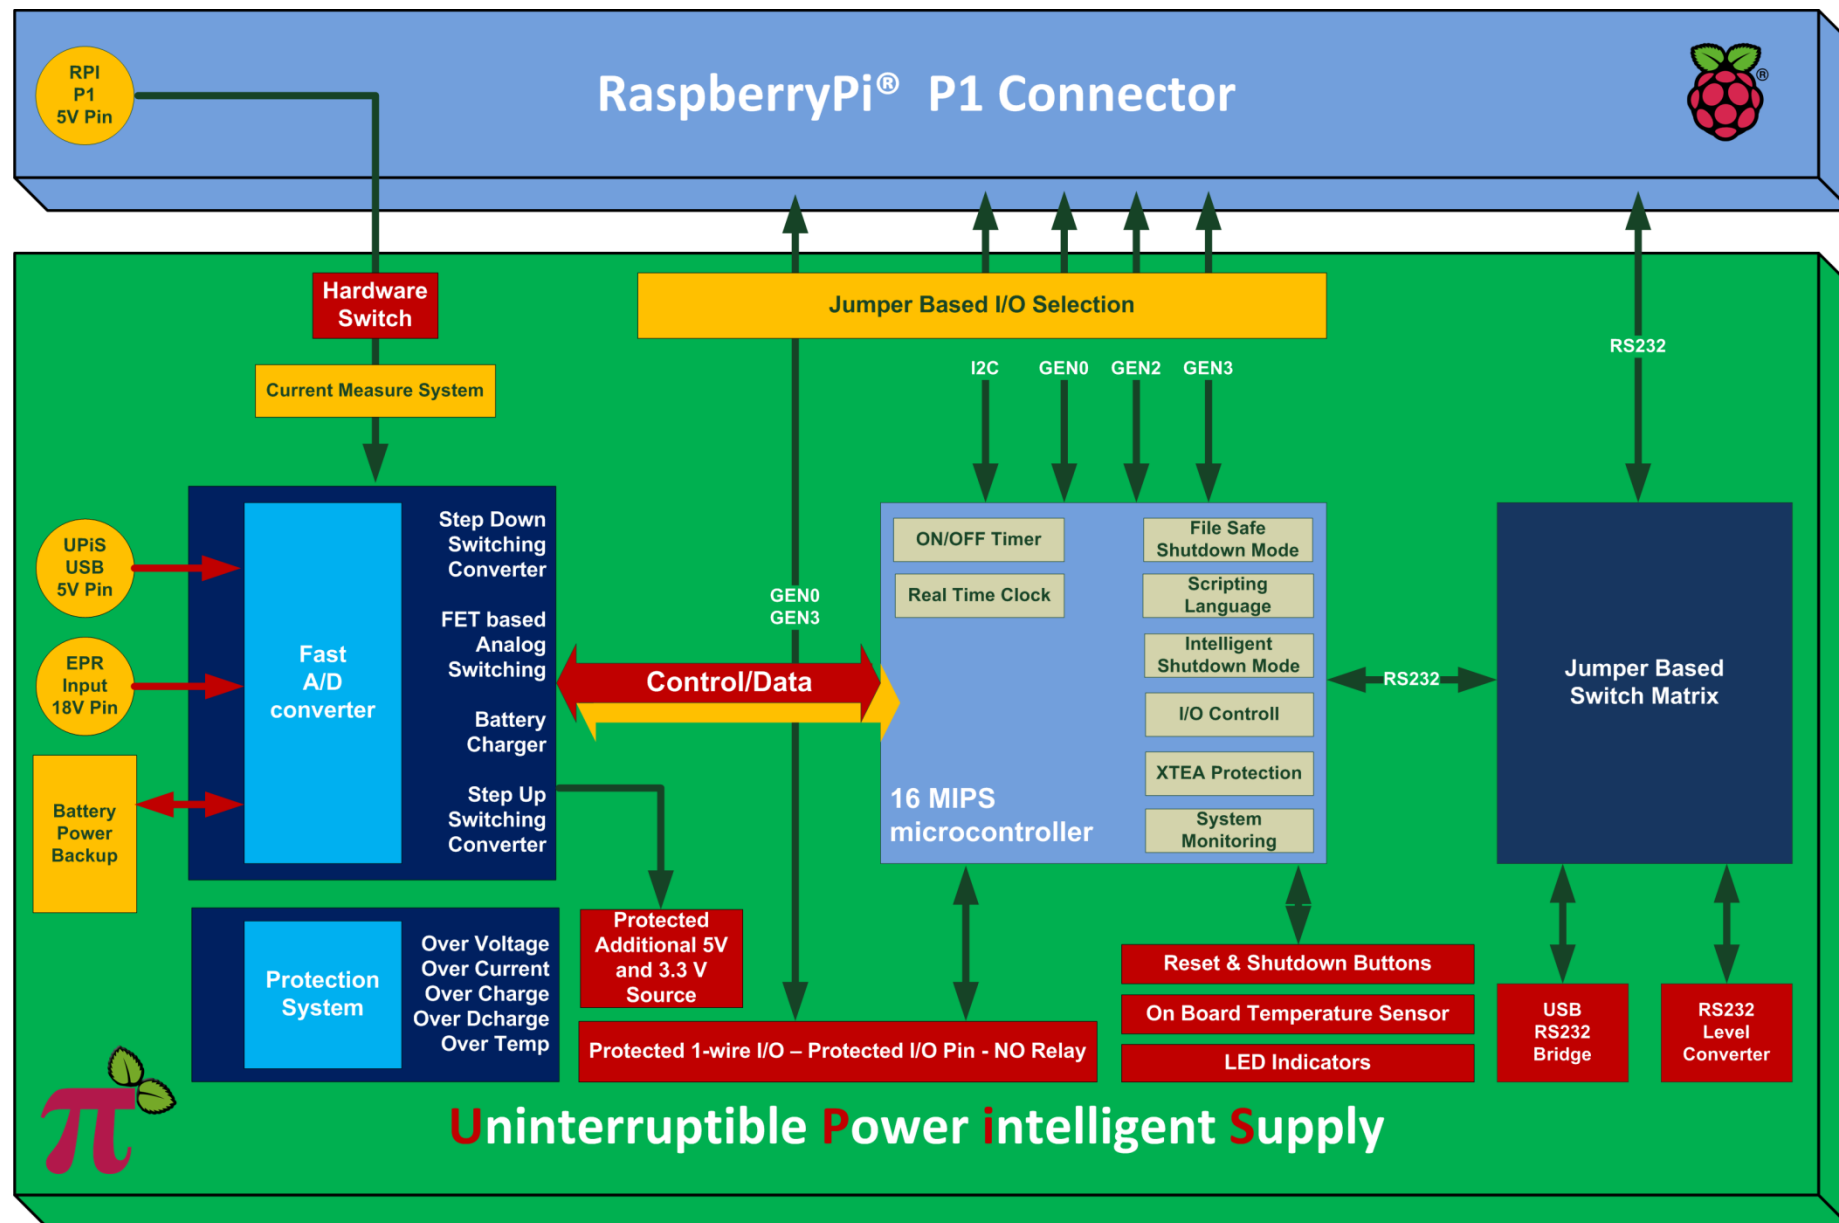 RPI
P1
5V Pin
RaspberryPi® P1 Connector
®
Hardware
Switch
Jumper Based I/O Selection
Current Measure System
I2C
GEN0
GEN2
GEN3
RS232
UPiS
USB
5V Pin
EPR
Input
18V Pin
Battery
Power
Backup
Fast
A/D
converter
Step Down
Switching
Converter
FET based
Analog
Switching
Battery
Charger
Step Up
Switching
Converter
GEN0
GEN3
Control/Data
ON/OFF Timer
Real Time Clock
File Safe
Shutdown Mode
Scripting
Language
Intelligent
Shutdown Mode
I/O Controll
XTEA Protection
System
Monitoring
16 MIPS
microcontroller
RS232
Jumper Based
Switch Matrix
Protection
System
Over Voltage
Over Current
Over Charge
Over Dcharge
Over Temp
Protected
Additional 5V
and 3.3 V
Source
Protected 1-wire I/O – Protected I/O Pin - NO Relay
Reset & Shutdown Buttons
On Board Temperature Sensor
LED Indicators
USB
RS232
Bridge
RS232
Level
Converter
π
Uninterruptible Power intelligent Supply